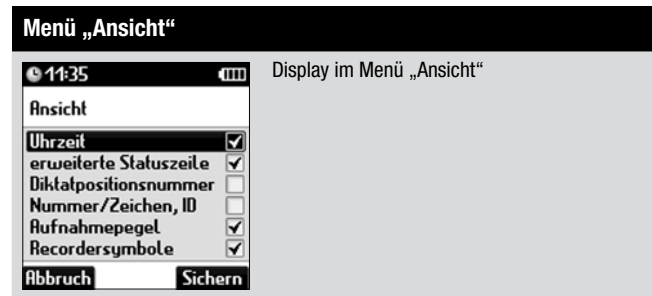 Menü „Ansicht“
11:35
Display im Menü „Ansicht“
Ansicht
Uhrzeit
erweiterte Statuszeile
Diktatpositionsnummer
Nummer/Zeichen, ID
Aufnahmepegel
Recordersymbole
Abbruch Sichern